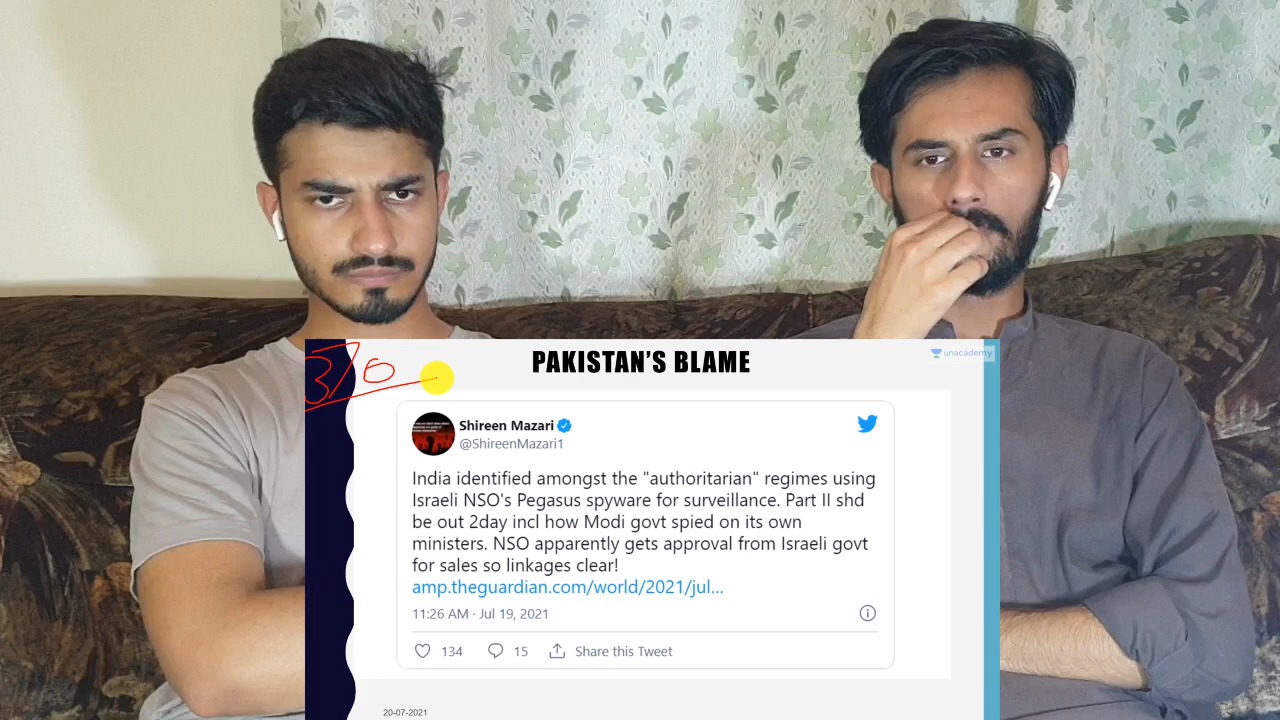 PAKISTAN'S BLAME
unacademy
Shireen Mazari
@ShireenMazari1
India identified amongst the "authoritarian" regimes using
Israeli NSO's Pegasus spyware for surveillance. Part II shd
be out 2day incl how Modi govt spied on its own
ministers. NSO apparently gets approval from Israeli govt
for sales so linkages clear!
amp.theguardian.com/world/2021/jul...
11:26 AM · Jul 19, 2021
134
15
Share this Tweet
20-07-2021